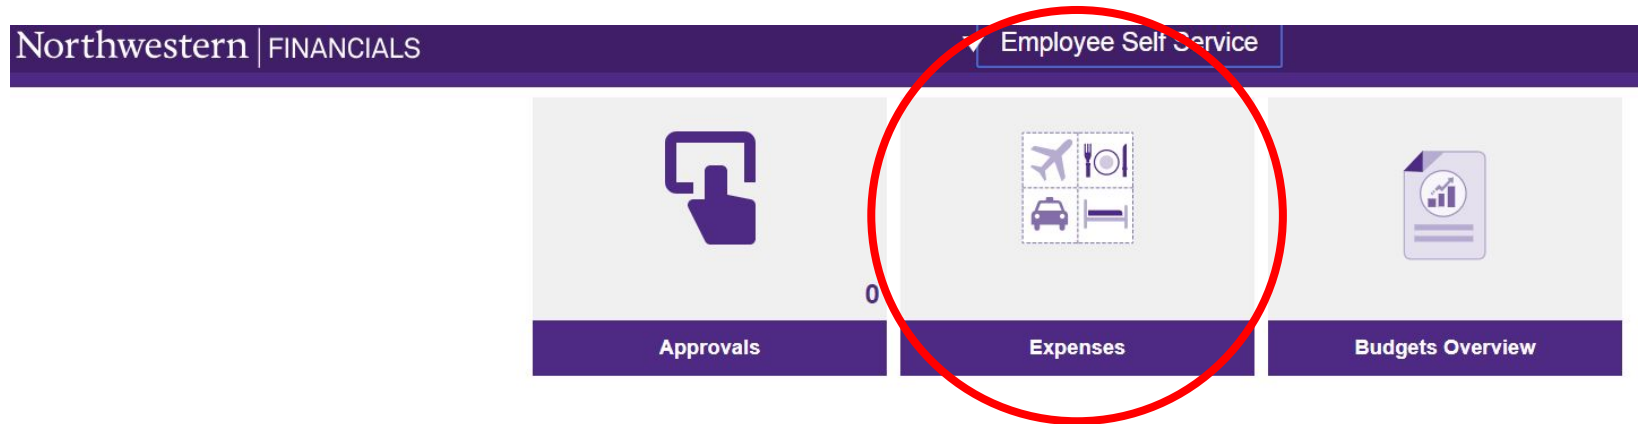 Northwestern | FINANCIALS
Employee Self Service
0
Approvals
Expenses
Budgets Overview